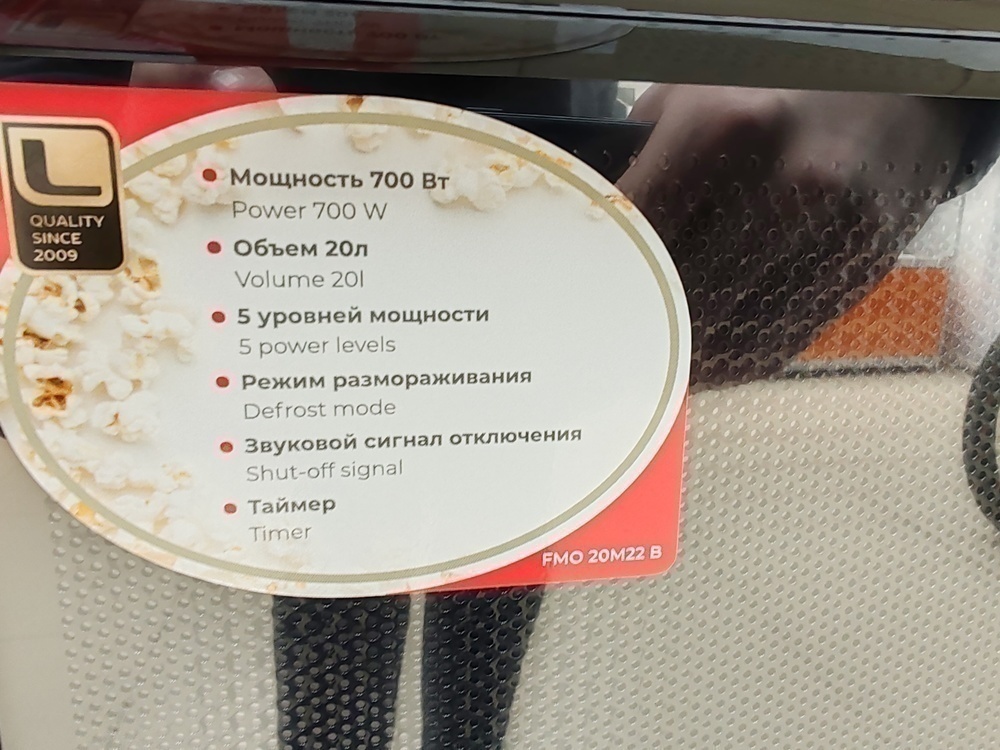 QUALITY
SINCE
2009
Мощность 700 Вт
Power 700 W
Объем 20л
Volume 20l
5 уровней мощности
5 power levels
Режим размораживания
Defrost mode
Звуковой сигнал отключения
Shut-off signal
Таймер
Timer
FMO 20M22 B